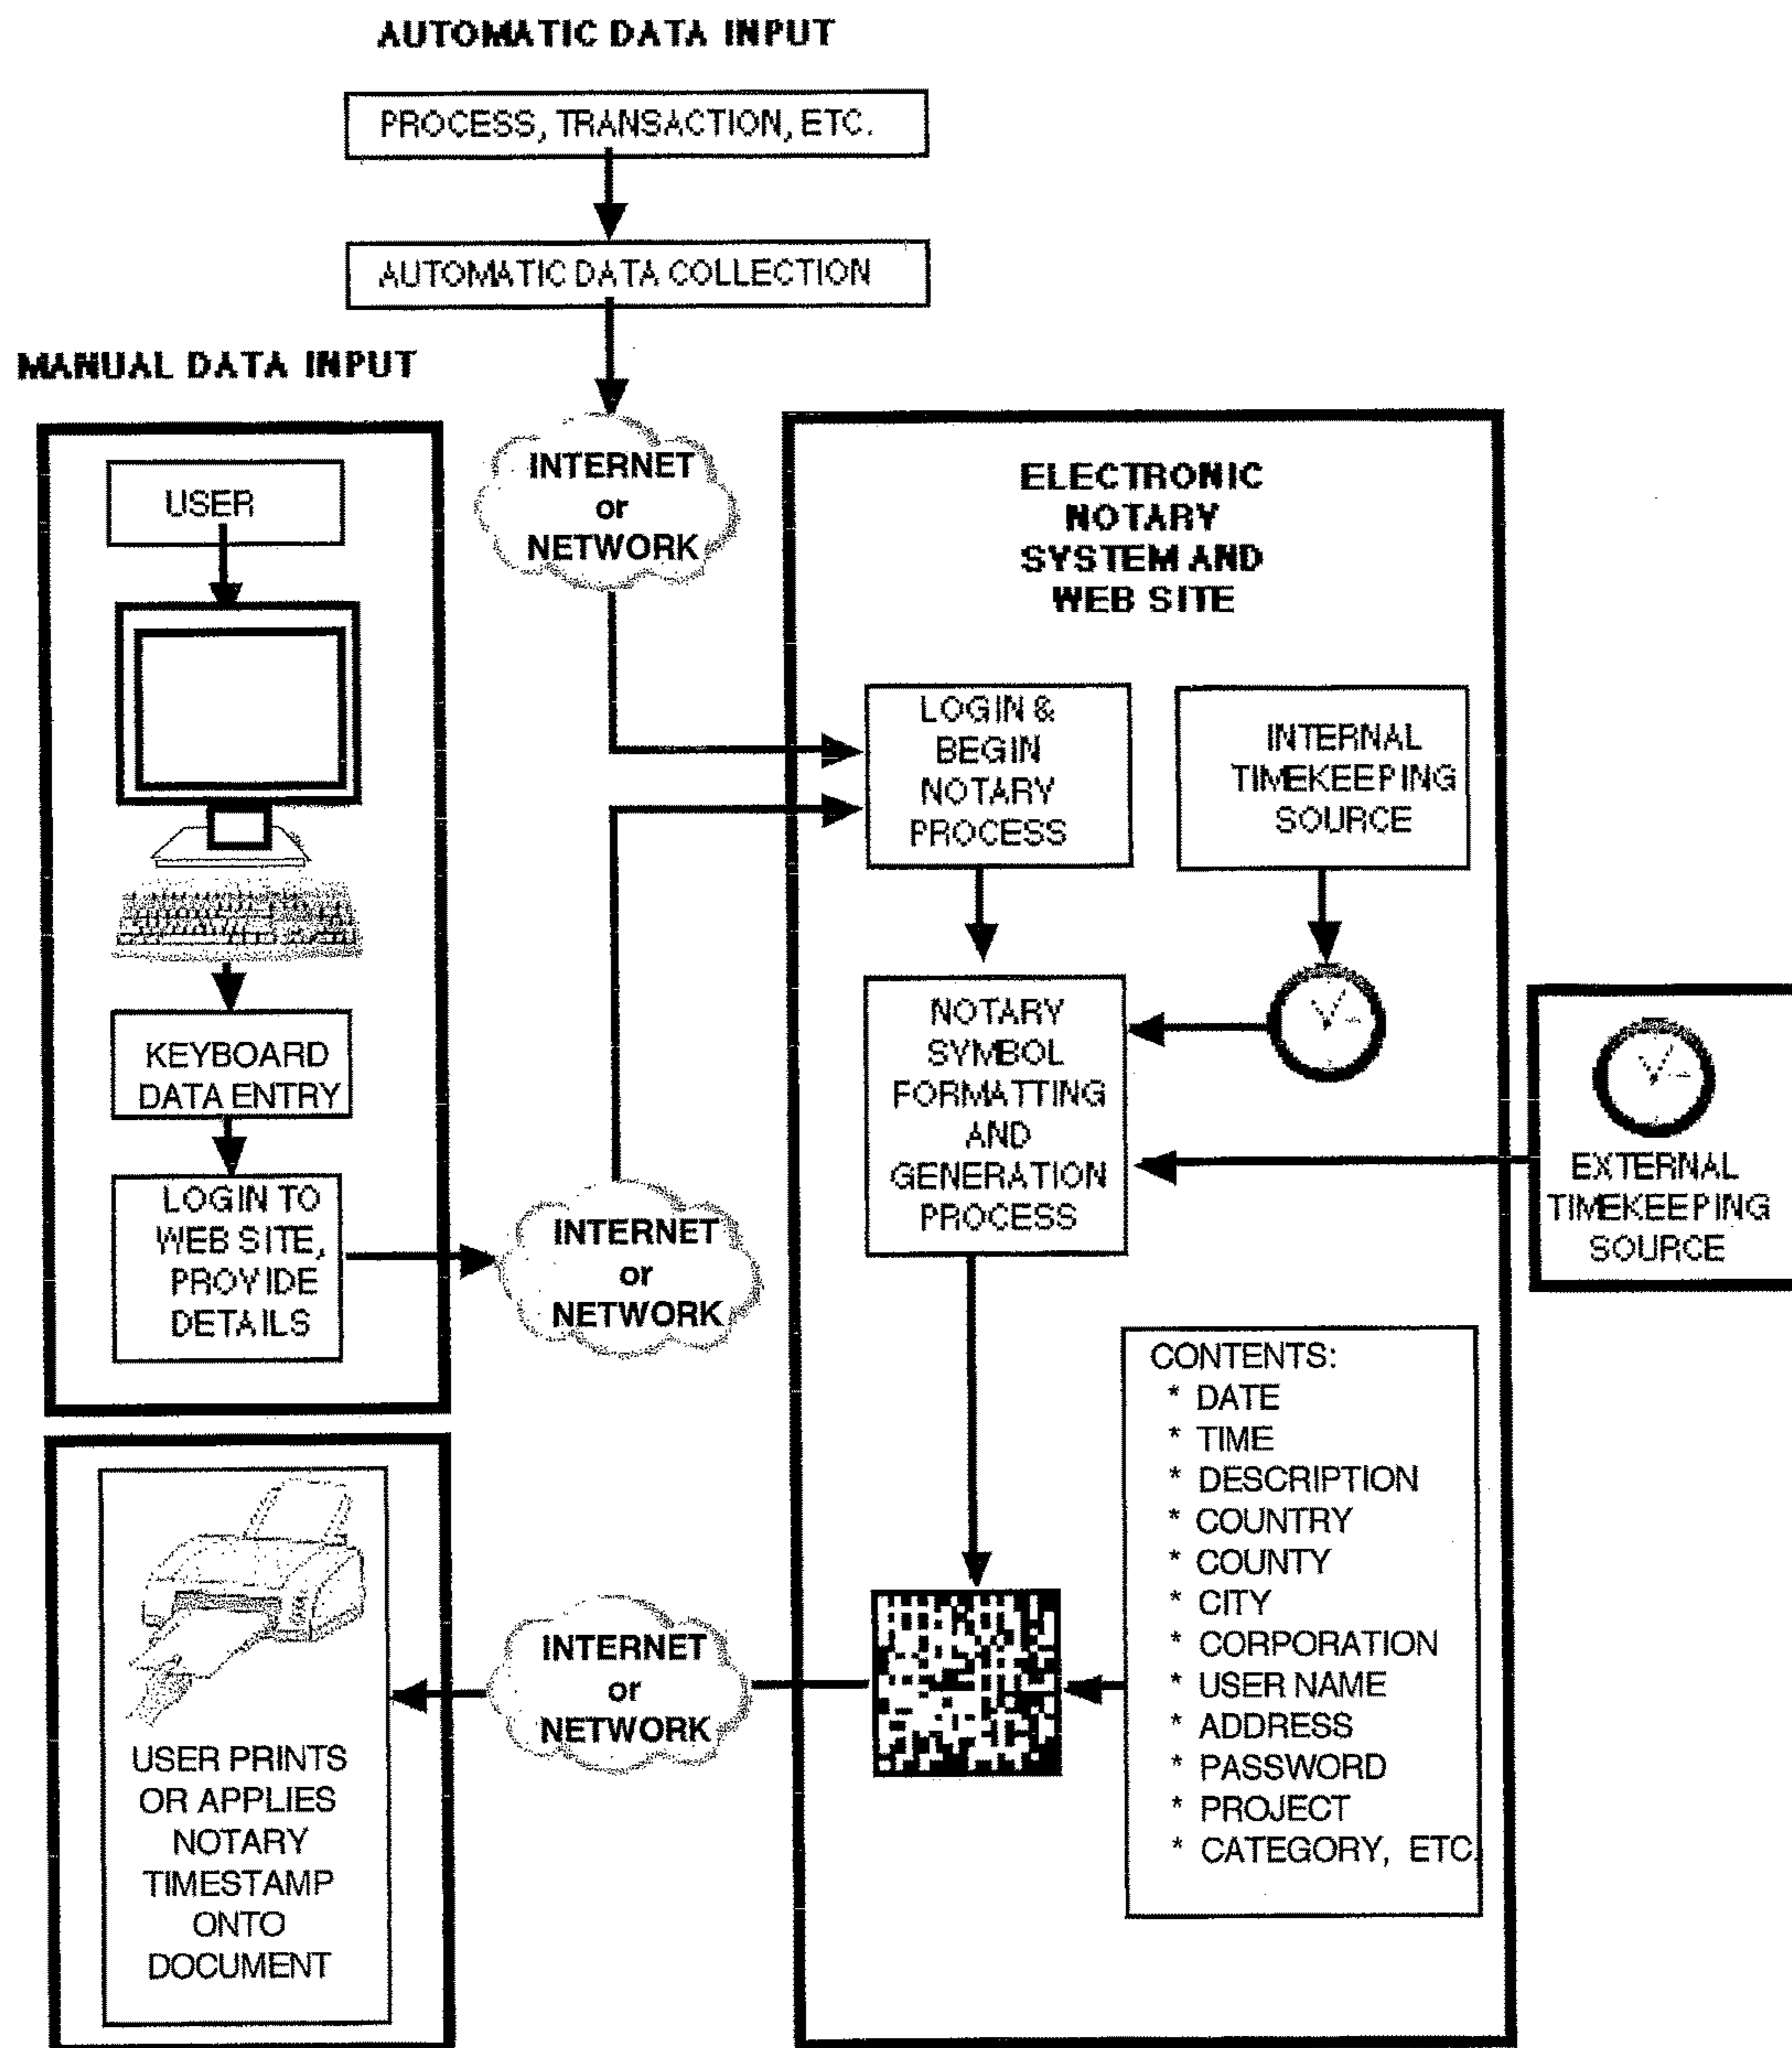 AUTOMATIC DATA INPUT
PROCESS, TRANSACTION, ETC.
AUTOMATIC DATA COLLECTION
MANUAL DATA INPUT
USER
KEYBOARD
DATA ENTRY
LOGIN TO
WEB SITE,
PROVIDE
DETAILS
INTERNET
or
NETWORK
INTERNET
or
NETWORK
ELECTRONIC
NOTARY
SYSTEM AND
WEB SITE
LOGIN &
BEGIN
NOTARY
PROCESS
INTERNAL
TIMEKEEPING
SOURCE
NOTARY
SYMBOL
FORMATTING
AND
GENERATION
PROCESS
EXTERNAL
TIMEKEEPING
SOURCE
CONTENTS:
* DATE
* TIME
* DESCRIPTION
* COUNTRY
* COUNTY
* CITY
* CORPORATION
* USER NAME
* ADDRESS
* PASSWORD
* PROJECT
* CATEGORY, ETC.
INTERNET
or
NETWORK
USER PRINTS
OR APPLIES
NOTARY
TIMESTAMP
ONTO
DOCUMENT